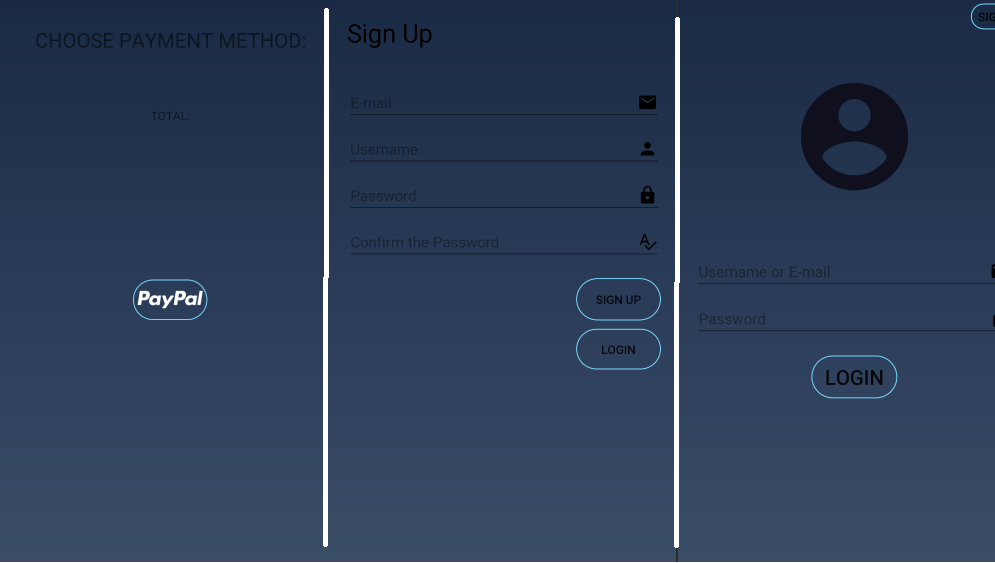 CHOOSE PAYMENT METHOD:
TOTAL:
PayPal
Sign Up
E-mail
Username
Password
Confirm the Password
SIGN UP
LOGIN
SIG
Username or E-mail
Password
LOGIN